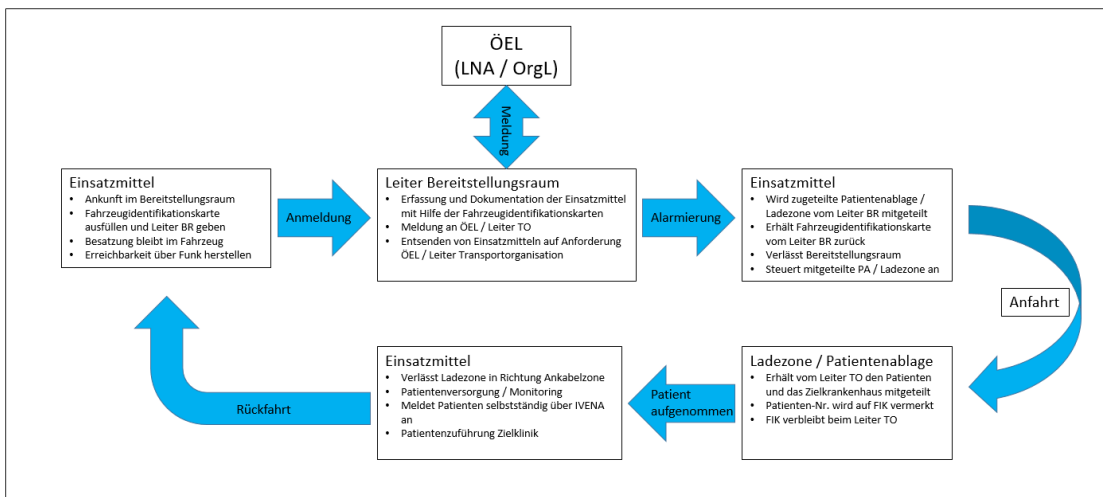 ÖEL
(LNA / OrgL)
Meldung
Einsatzmittel
• Ankunft im Bereitstellungsraum
• Fahrzeugidentifikationskarte
ausfüllen und Leiter BR geben
• Besatzung bleibt im Fahrzeug
• Erreichbarkeit über Funk herstellen
Anmeldung
Leiter Bereitstellungsraum
• Erfassung und Dokumentation der Einsatzmittel
mit Hilfe der Fahrzeugidentifikationskarten
• Meldung an ÖEL / Leiter TO
• Entsenden von Einsatzmitteln auf Anforderung
ÖEL / Leiter Transportorganisation
Alarmierung
Einsatzmittel
• Wird zugeteilte Patientenablage /
Ladezone vom Leiter BR mitgeteilt
• Erhält Fahrzeugidentifikationskarte
vom Leiter BR zurück
• Verlässt Bereitstellungsraum
• Steuert mitgeteilte PA / Ladezone an
Anfahrt
Ladezone / Patientenablage
• Erhält vom Leiter TO den Patienten
und das Zielkrankenhaus mitgeteilt
• Patienten-Nr. wird auf FIK vermerkt
• FIK verbleibt beim Leiter TO
Patient
aufgenommen
Einsatzmittel
• Verlässt Ladezone in Richtung Ankabelzone
• Patientenversorgung / Monitoring
• Meldet Patienten selbstständig über IVENA
an
• Patientenzuführung Zielklinik
Rückfahrt